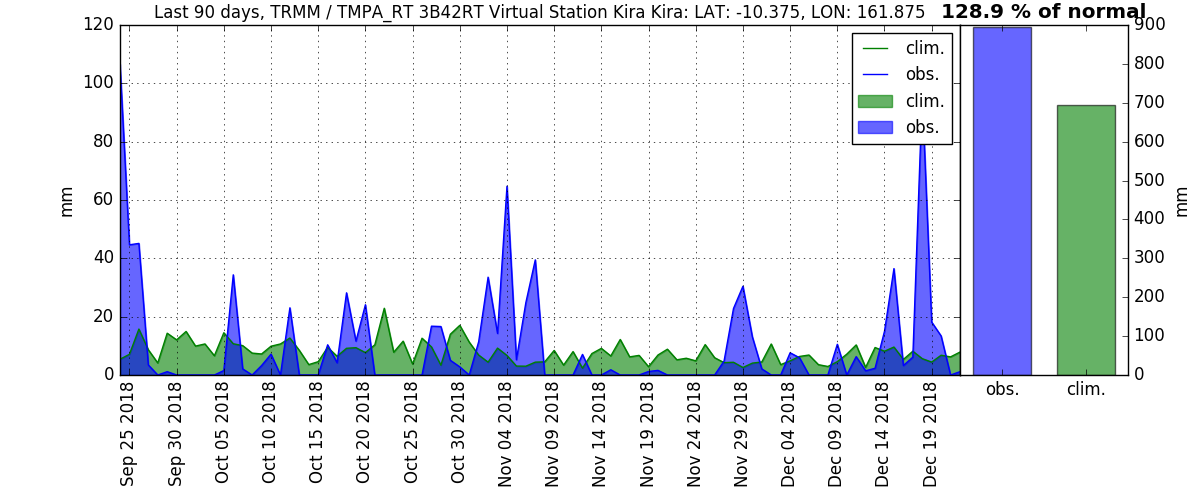 Last 90 days, TRMM / TMPA_RT 3B42RT Virtual Station Kira Kira: LAT: -10.375, LON: 161.875 128.9 % of normal
120
100
80
60
40
20
0
mm
clim.
obs.
clim.
obs.
900
800
700
600
500
400
300
200
100
0
mm
Sep 25 2018
Sep 30 2018
Oct 05 2018
Oct 10 2018
Oct 15 2018
Oct 20 2018
Oct 25 2018
Oct 30 2018
Nov 04 2018
Nov 09 2018
Nov 14 2018
Nov 19 2018
Nov 24 2018
Nov 29 2018
Dec 04 2018
Dec 09 2018
Dec 14 2018
Dec 19 2018
obs.
clim.